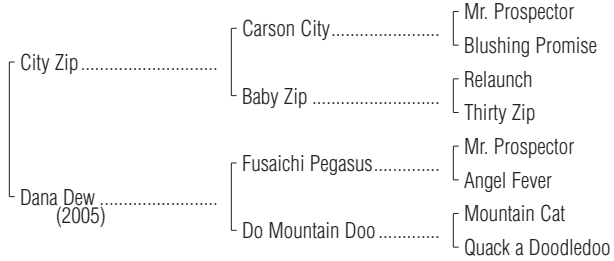 Mr. Prospector
Carson City
Blushing Promise
City Zip
Relaunch
Baby Zip
Thirty Zip
Mr. Prospector
Fusaichi Pegasus
Angel Fever
Dana Dew
(2005)
Mountain Cat
Do Mountain Doo
Quack a Doodledoo